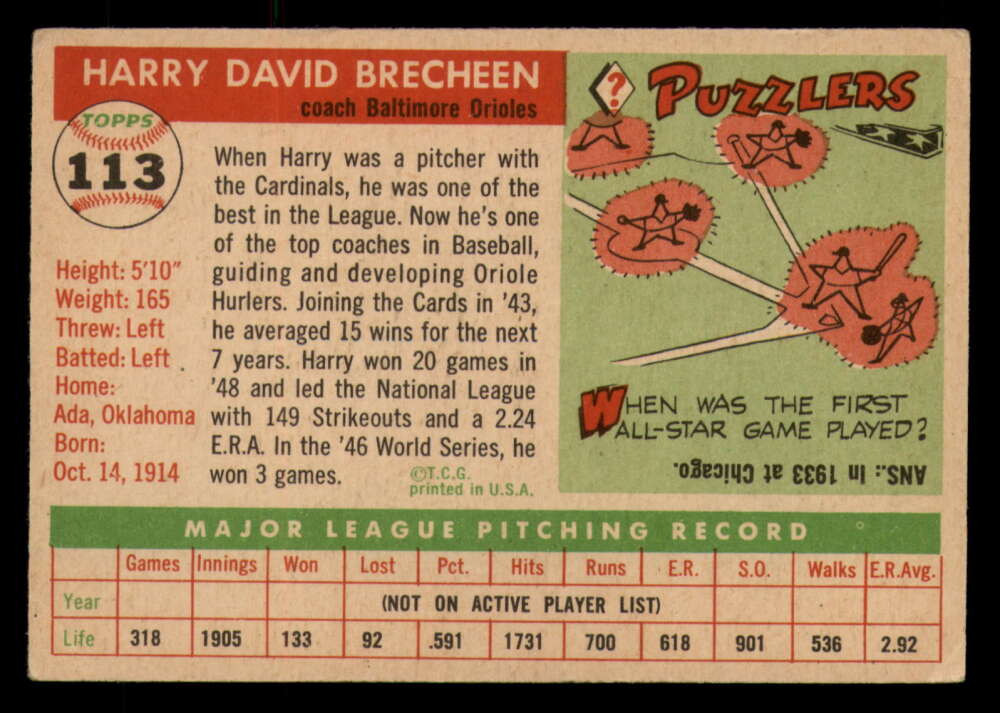 HARRY DAVID BRECHEEN
coach Baltimore Orioles
TOPPS
113
Height: 5'10"
Weight: 165
Threw: Left
Batted: Left
Home:
Ada, Oklahoma
Born:
Oct. 14, 1914
When Harry was a pitcher with
the Cardinals, he was one of the
best in the League. Now he's one
of the top coaches in Baseball,
guiding and developing Oriole
Hurlers. Joining the Cards in '43,
he averaged 15 wins for the next
7 years. Harry won 20 games in
'48 and led the National League
with 149 Strikeouts and a 2.24
E.R.A. In the '46 World Series, he
won 3 games.
©T.C.G.
printed in U.S.A.
?
PUZZLERS
WHEN WAS THE FIRST
ALL-STAR GAME PLAYED?
ANS.: In 1933 at Chicago.
MAJOR LEAGUE PITCHING RECORD
Games Innings Won Lost Pct. Hits Runs E.R. S.O. Walks E.R.Avg.
Year (NOT ON ACTIVE PLAYER LIST)
Life 318 1905 133 92 .591 1731 700 618 901 536 2.92